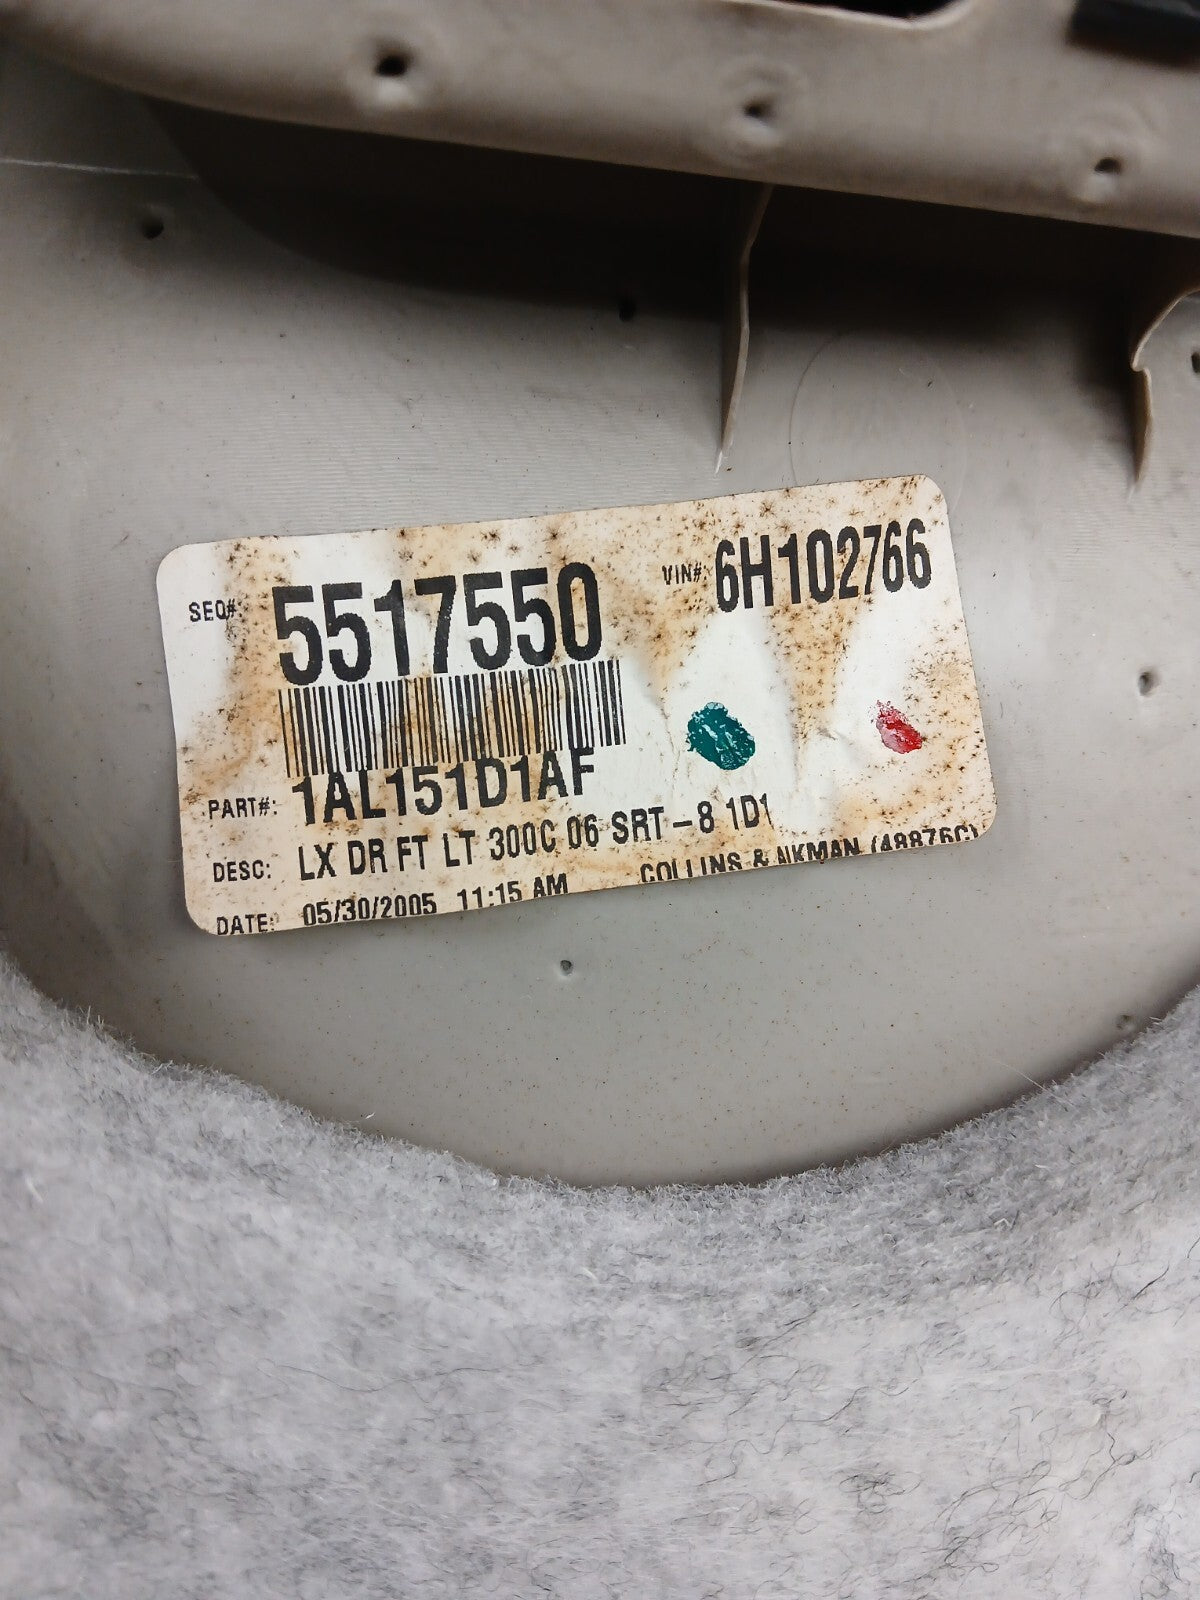 SEQ#: 5517550 VIN#: 6H102766
PART#: 1AL151D1AF
DESC: LX DR FT LT 300C 06 SRT-8 1D1
DATE: 05/30/2005 11:15 AM COLLINS & (48876C)